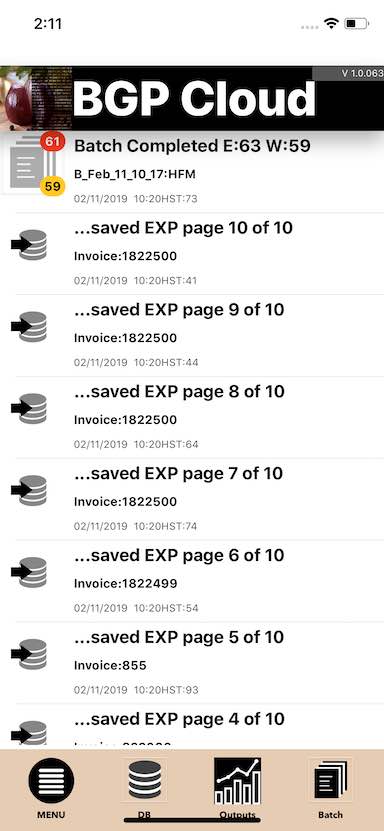 2:11
V 1.0.063
BGP Cloud
61
Batch Completed E:63 W:59
B_Feb_11_10_17:HFM
59
02/11/2019 10:20HST:73
...saved EXP page 10 of 10
Invoice:1822500
02/11/2019 10:20HST:41
...saved EXP page 9 of 10
Invoice:1822500
02/11/2019 10:20HST:44
...saved EXP page 8 of 10
Invoice:1822500
02/11/2019 10:20HST:64
...saved EXP page 7 of 10
Invoice:1822500
02/11/2019 10:20HST:74
...saved EXP page 6 of 10
Invoice:1822499
02/11/2019 10:20HST:54
...saved EXP page 5 of 10
Invoice:855
02/11/2019 10:20HST:93
...saved EXP page 4 of 10
MENU DB Outputs Batch